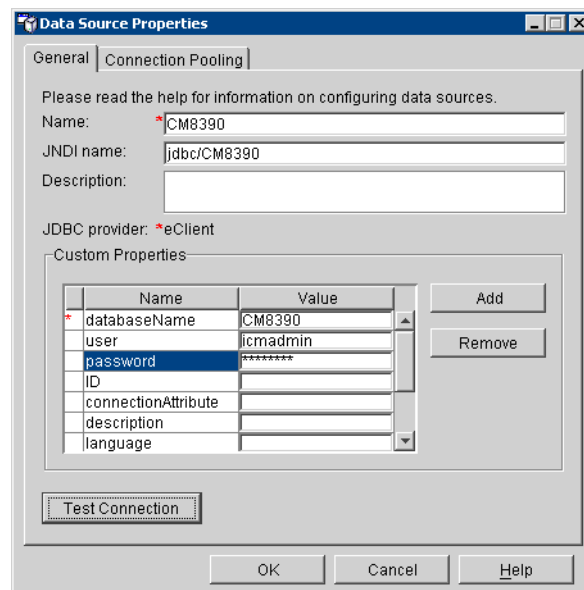 Data Source Properties
General Connection Pooling
Please read the help for information on configuring data sources.
Name: *CM8390
JNDI name: jdbc/CM8390
Description:
JDBC provider: *eClient
Custom Properties
Name Value Add
* databaseName CM8390
user icmadmin Remove
password ********
ID
connectionAttribute
description
language
Test Connection
OK Cancel Help